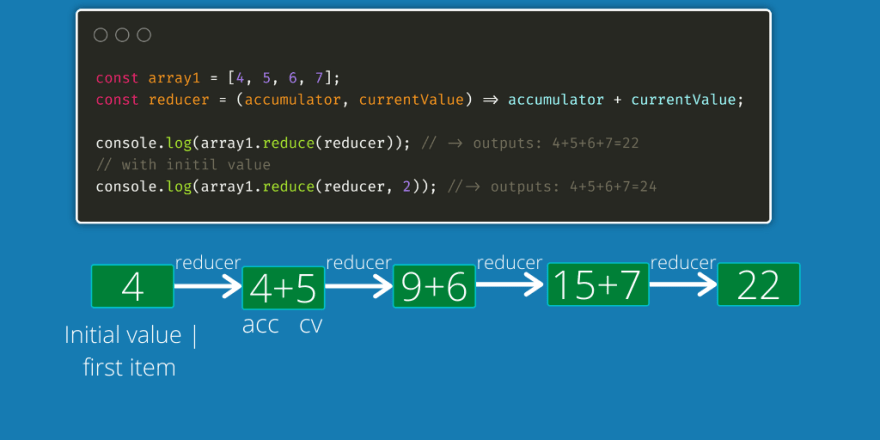 const array1 = [4, 5, 6, 7];
const reducer = (accumulator, currentValue) => accumulator + currentValue;
console.log(array1.reduce(reducer)); // -> outputs: 4+5+6+7=22
// with initil value
console.log(array1.reduce(reducer, 2)); //-> outputs: 4+5+6+7=24
reducer reducer reducer reducer
4 4+5 9+6 15+7 22
acc cv
Initial value |
first item